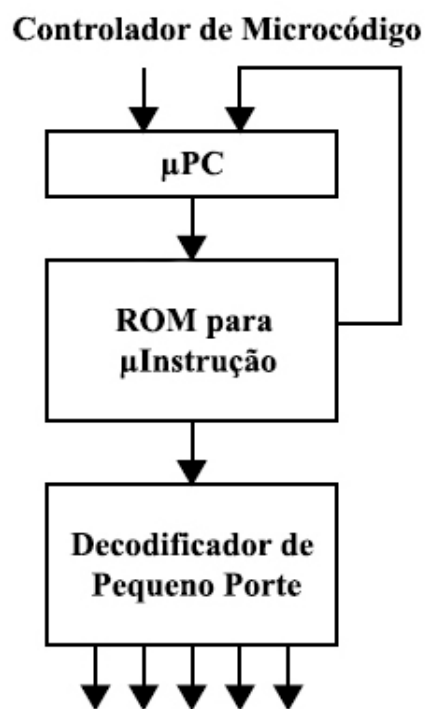 Controlador de Microcódigo
μPC
ROM para
μInstrução
Decodificador de
Pequeno Porte